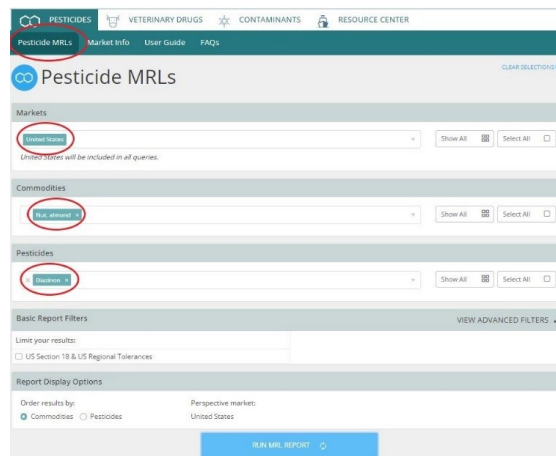 PESTICIDES VETERINARY DRUGS CONTAMINANTS RESOURCE CENTER
Pesticide MRLs Market Info User Guide FAQs
CLEAR SELECTIONS
Pesticide MRLs
Markets
United States
Show All Select All
United States will be included in all queries.
Commodities
Nut, almond ×
Show All Select All
Pesticides
× Diazinon ×
Show All Select All
Basic Report Filters VIEW ADVANCED FILTERS
Limit your results:
US Section 18 & US Regional Tolerances
Report Display Options
Order results by: Perspective market:
Commodities Pesticides United States
RUN MRL REPORT